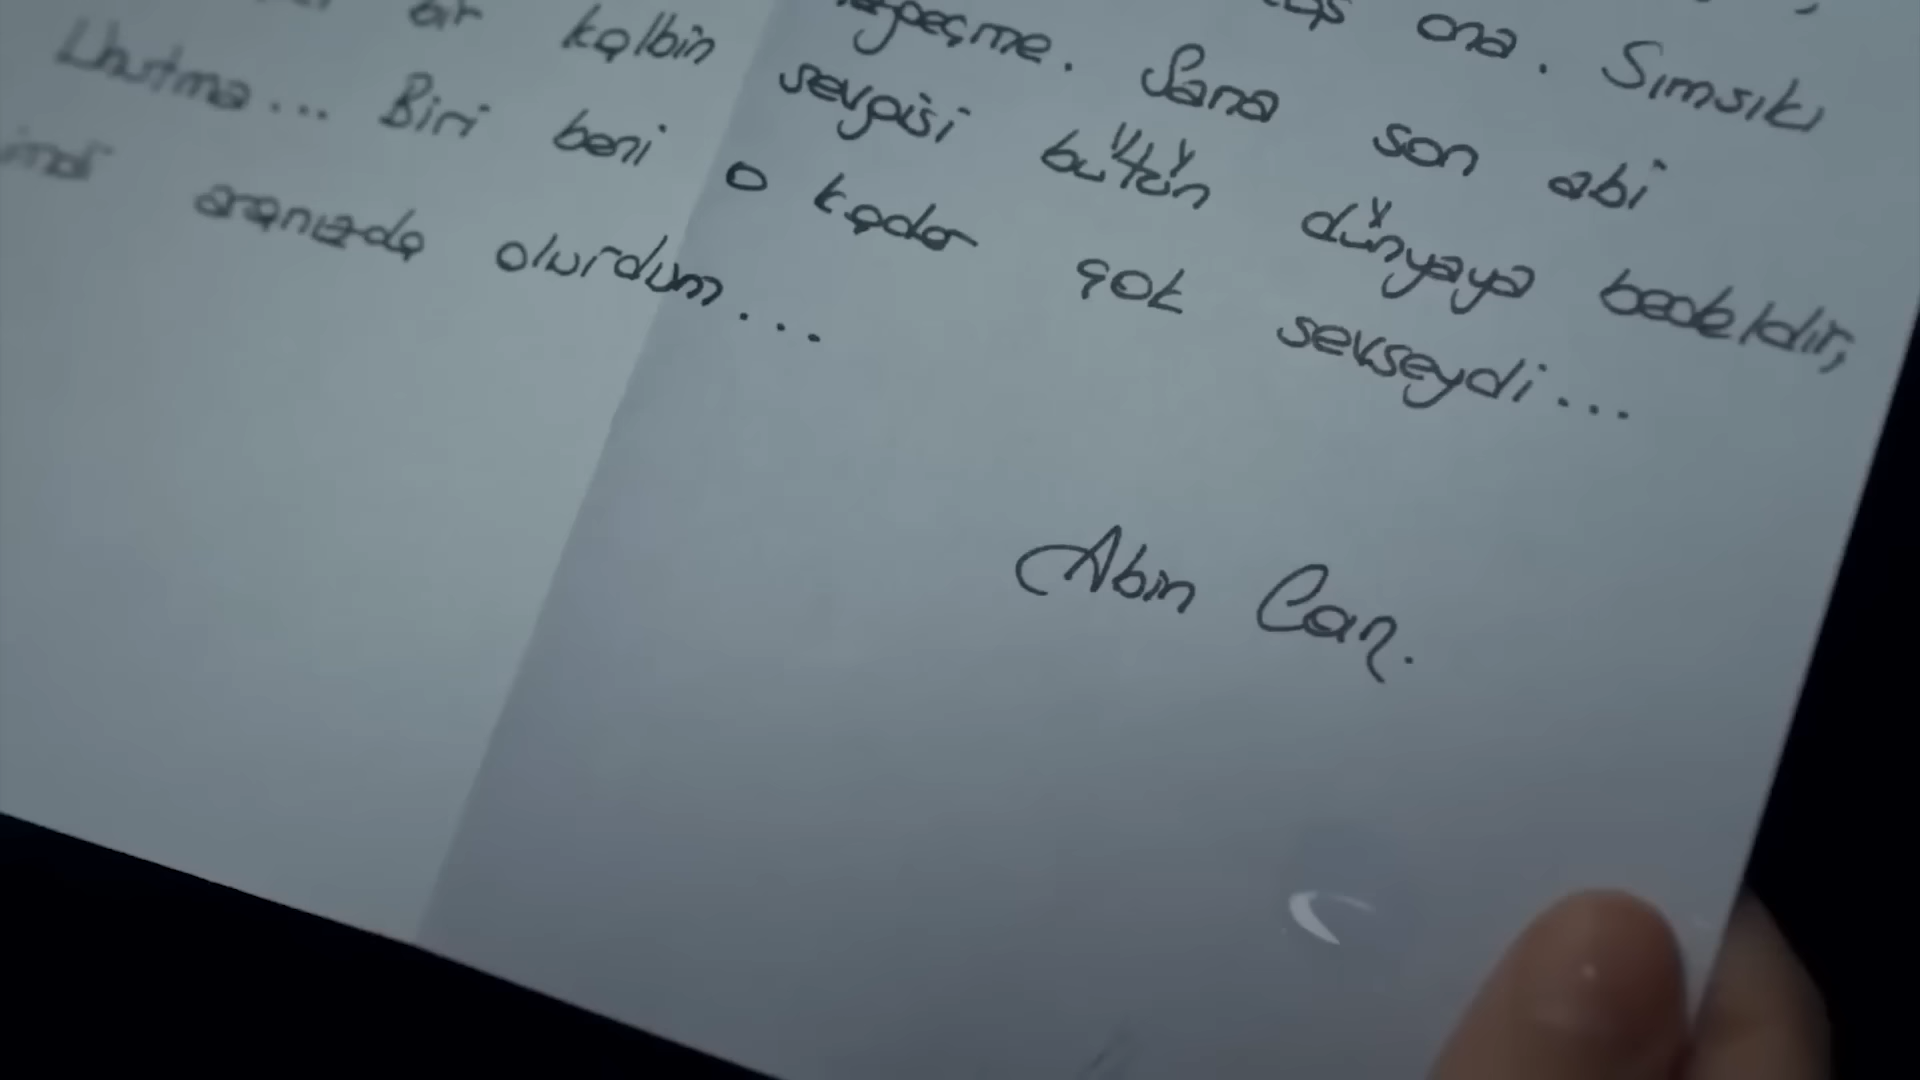 ona. Sımsıkı
Sana son abi
bir kalbin sevgisi bütün dünyaya bedeldir,
Unutma... Biri beni o kadar çok sevseydi...
aranızda olurdum...
Abin Can.